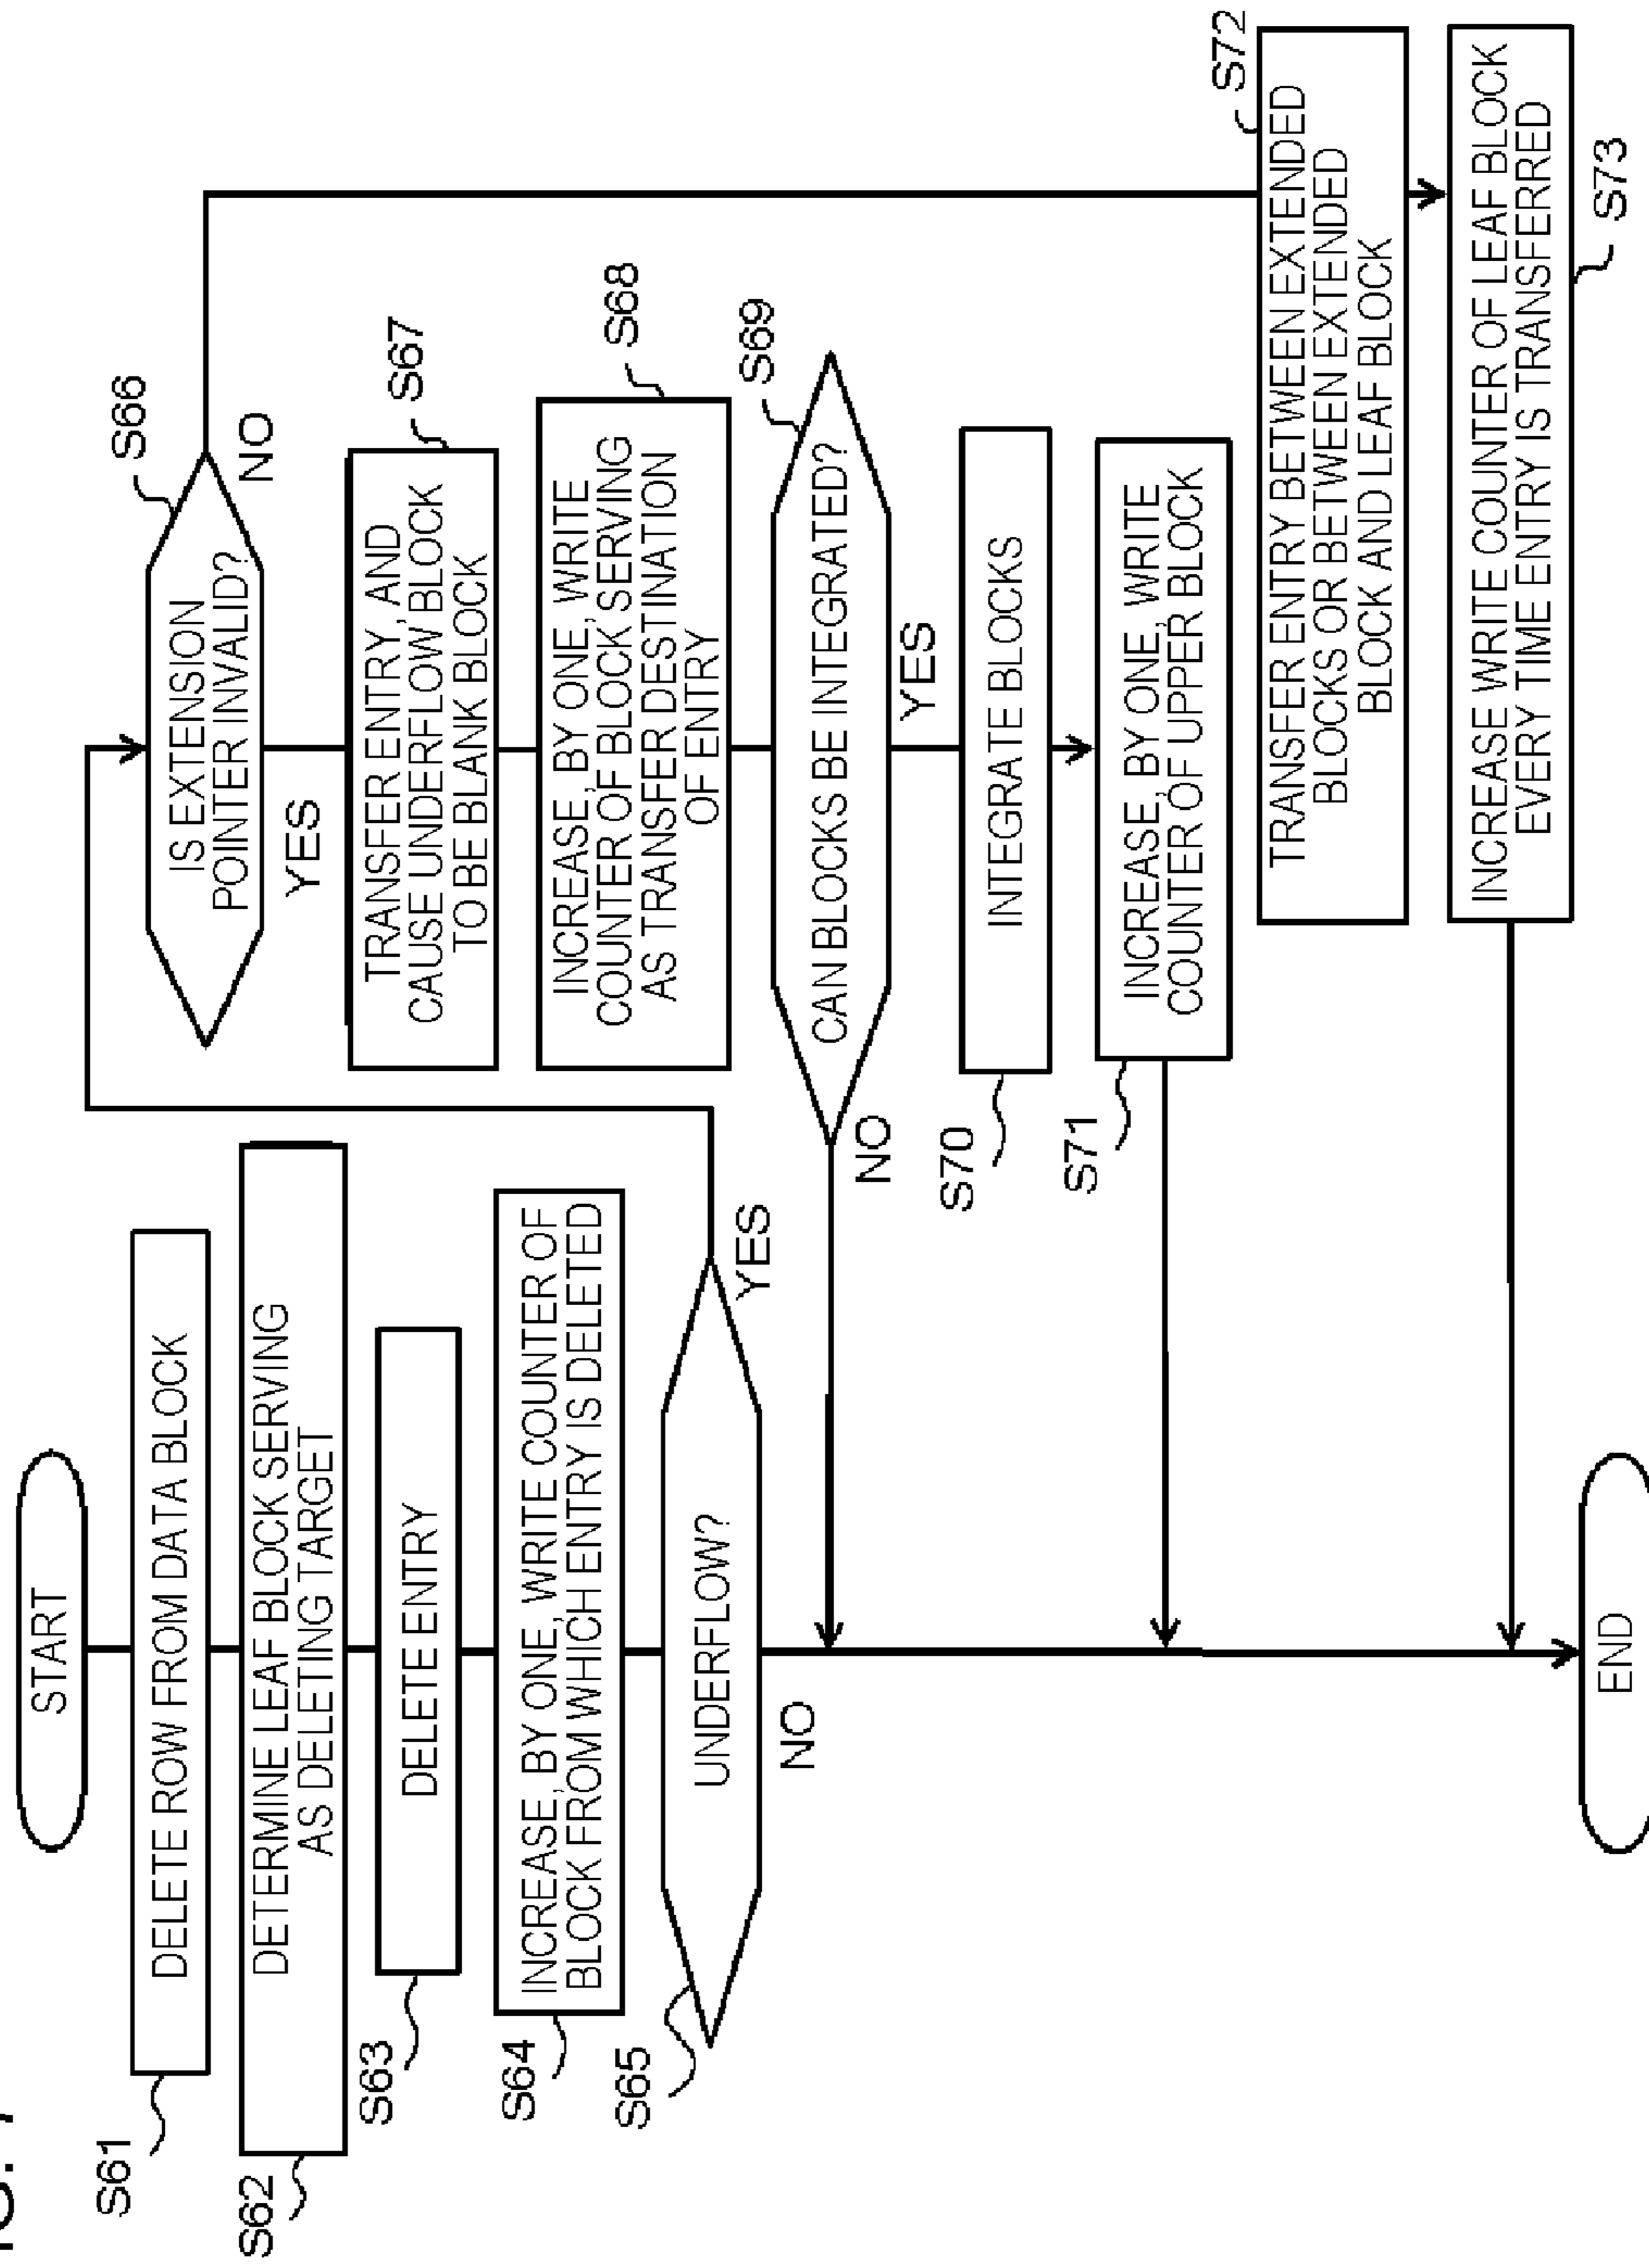 START
S61
DELETE ROW FROM DATA BLOCK
S62
DETERMINE LEAF BLOCK SERVING
AS DELETING TARGET
S63
DELETE ENTRY
S64
INCREASE, BY ONE, WRITE COUNTER OF
BLOCK FROM WHICH ENTRY IS DELETED
S65
UNDERFLOW?
YES
NO
S66
IS EXTENSION
POINTER INVALID?
NO
YES
S67
TRANSFER ENTRY, AND
CAUSE UNDERFLOW BLOCK
TO BE BLANK BLOCK
S68
INCREASE, BY ONE, WRITE
COUNTER OF BLOCK SERVING
AS TRANSFER DESTINATION
OF ENTRY
S69
CAN BLOCKS BE INTEGRATED?
NO
YES
S70
INTEGRATE BLOCKS
S71
INCREASE, BY ONE, WRITE
COUNTER OF UPPER BLOCK
S72
TRANSFER ENTRY BETWEEN EXTENDED
BLOCKS OR BETWEEN EXTENDED
BLOCK AND LEAF BLOCK
INCREASE WRITE COUNTER OF LEAF BLOCK
EVERY TIME ENTRY IS TRANSFERRED
S73
END